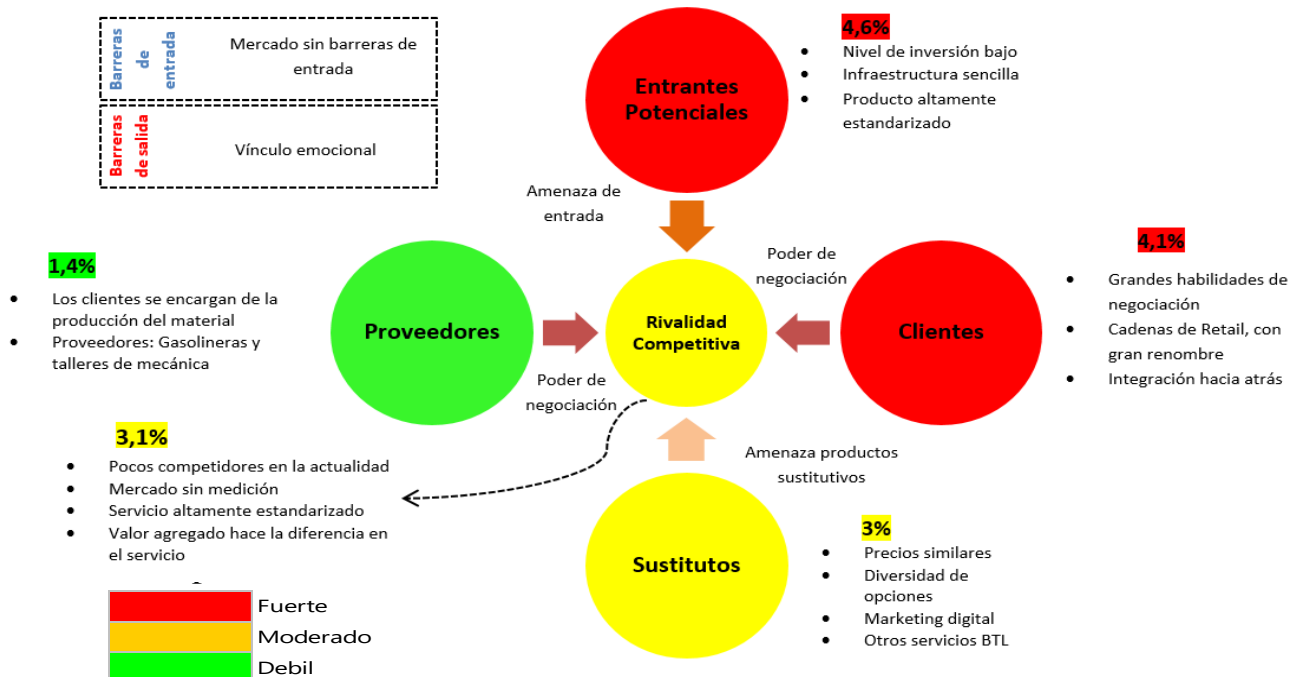 Barreras
de
entrada
Mercado sin barreras de
entrada
Barreras
de salida
Vínculo emocional
4,6%
Entrantes
Potenciales
• Nivel de inversión bajo
• Infraestructura sencilla
• Producto altamente
estandarizado
Amenaza de
entrada
1,4%
• Los clientes se encargan de la
producción del material
• Proveedores: Gasolineras y
talleres de mecánica
Proveedores
Poder de
negociación
Rivalidad
Competitiva
Poder de
negociación
Clientes
4,1%
• Grandes habilidades de
negociación
• Cadenas de Retail, con
gran renombre
• Integración hacia atrás
3,1%
• Pocos competidores en la actualidad
• Mercado sin medición
• Servicio altamente estandarizado
• Valor agregado hace la diferencia en
el servicio
Amenaza productos
sustitutivos
Sustitutos
3%
• Precios similares
• Diversidad de
opciones
• Marketing digital
• Otros servicios BTL
Fuerte
Moderado
Debil